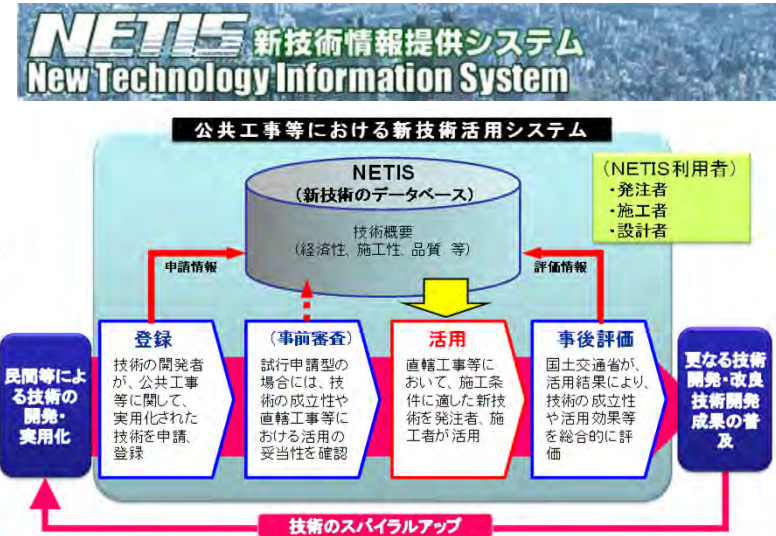 NETIS 新技術情報提供システム
New Technology Information System
公共工事等における新技術活用システム
NETIS
(新技術のデータベース)
技術概要
(経済性、施工性、品質 等)
(NETIS利用者)
・発注者
・施工者
・設計者
申請情報
評価情報
民間等によ
る技術の
開発・
実用化
登録
技術の開発者
が、公共工事
等に関して、
実用化された
技術を申請、
登録
(事前審査)
試行申請型の
場合には、技
術の成立性や
直轄工事等に
おける活用の
妥当性を確認
活用
直轄工事等に
おいて、施工条
件に適した新技
術を発注者、施
工者が活用
事後評価
国土交通省が、
活用結果により、
技術の成立性
や活用効果等
を総合的に評
価
更なる技術
開発・改良
技術開発
成果の普
及
技術のスパイラルアップ